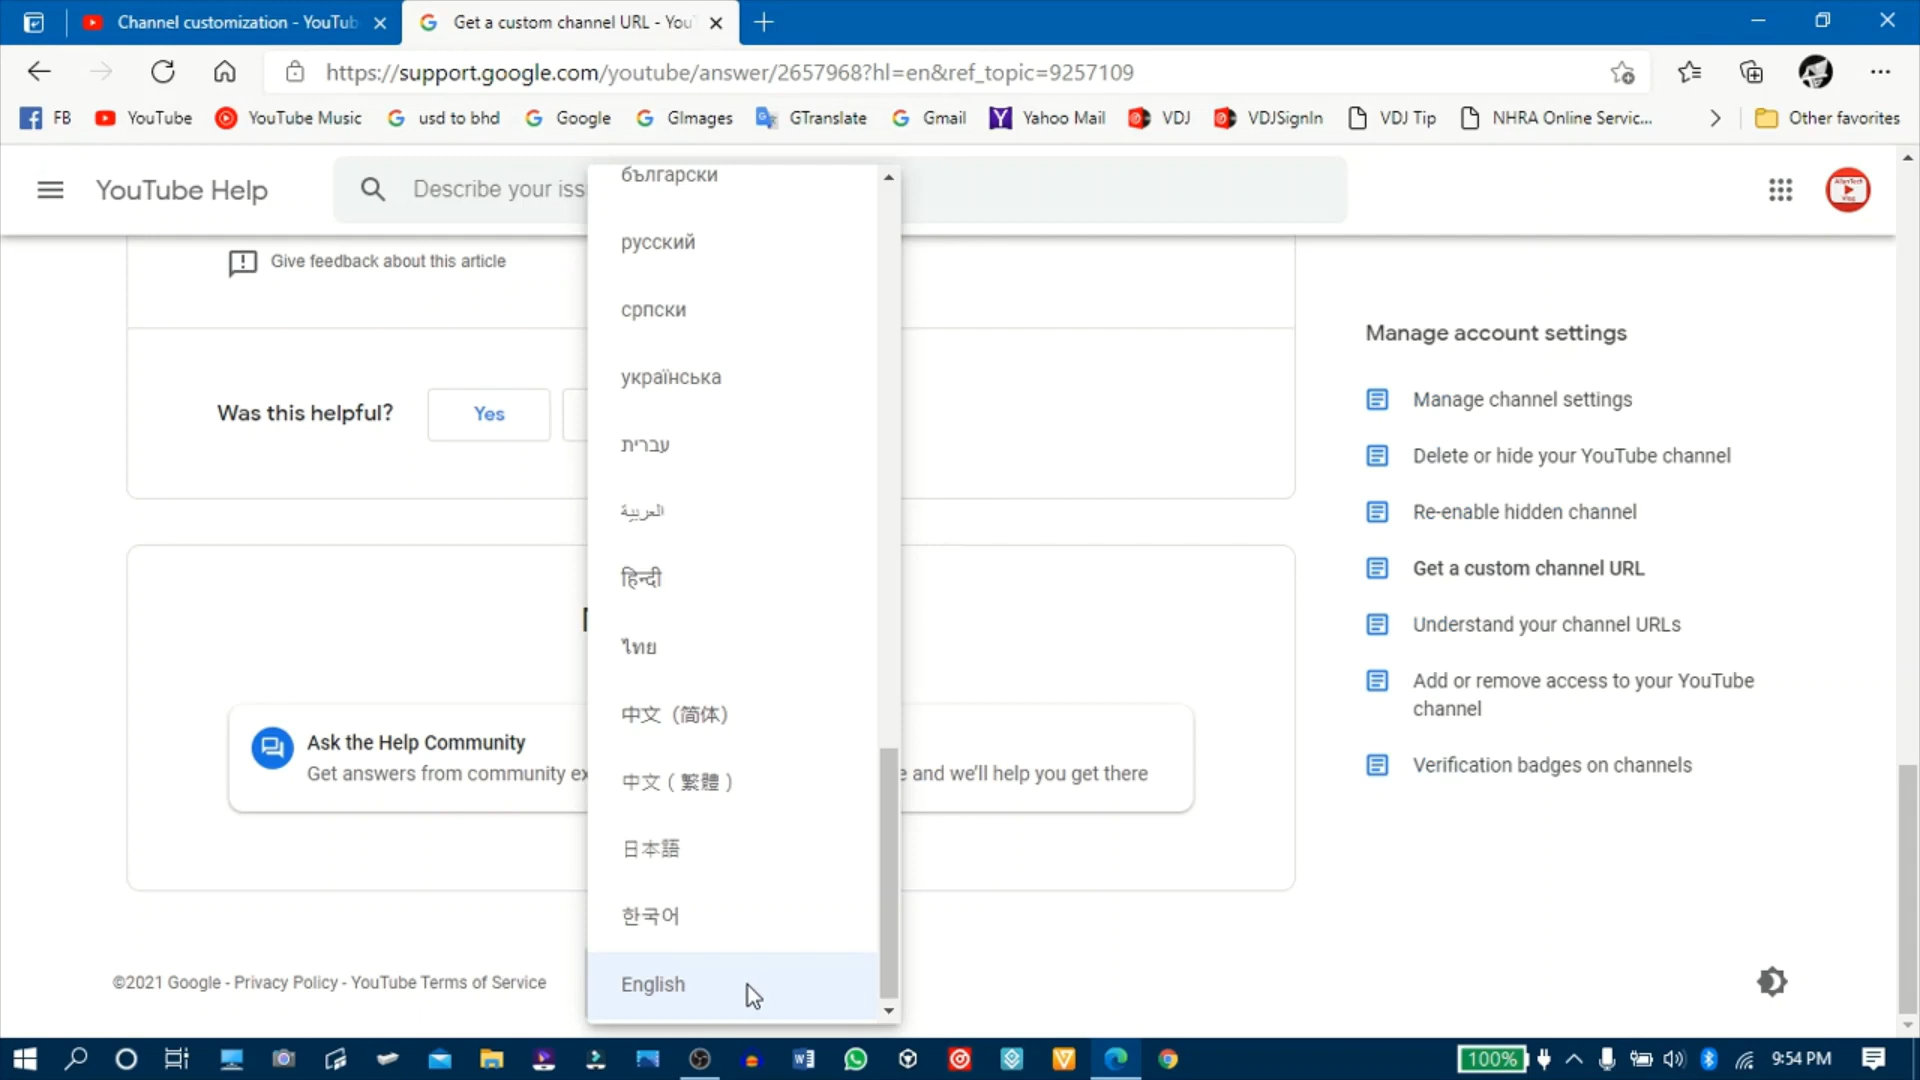 Channel customization - YouTub
Get a custom channel URL - You
https://support.google.com/youtube/answer/2657968?hl=en&ref_topic=9257109
FB
YouTube
YouTube Music
usd to bhd
Google
GImages
GTranslate
Gmail
Yahoo Mail
VDJ
VDJSignIn
VDJ Tip
NHRA Online Servic...
Other favorites
YouTube Help
Describe your iss
Give feedback about this article
Was this helpful?
Yes
Ask the Help Community
Get answers from community ex
e and we'll help you get there
©2021 Google - Privacy Policy - YouTube Terms of Service
български
русский
српски
українська
עברית
العربية
हिन्दी
ไทย
中文（简体）
中文（繁體）
日本語
한국어
English
Manage account settings
Manage channel settings
Delete or hide your YouTube channel
Re-enable hidden channel
Get a custom channel URL
Understand your channel URLs
Add or remove access to your YouTube
channel
Verification badges on channels
100%
9:54 PM